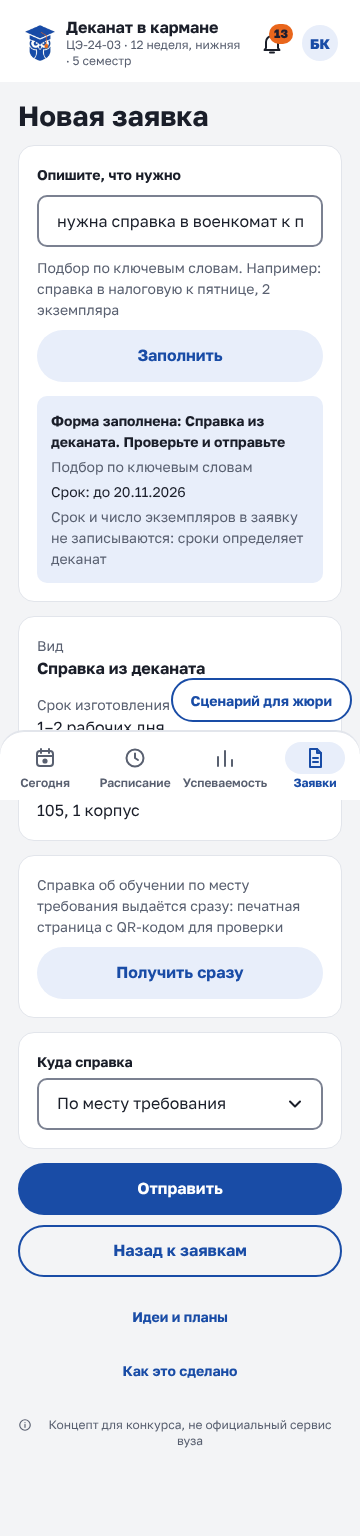 Деканат в кармане
ЦЭ-24-03 · 12 неделя, нижняя
· 5 семестр
13
БК
Новая заявка
Опишите, что нужно
нужна справка в военкомат к п
Подбор по ключевым словам. Например:
справка в налоговую к пятнице, 2
экземпляра
Заполнить
Форма заполнена: Справка из
деканата. Проверьте и отправьте
Подбор по ключевым словам
Срок: до 20.11.2026
Срок и число экземпляров в заявку
не записываются: сроки определяет
деканат
Вид
Справка из деканата
Срок изготовления
Сценарий для жюри
1–2 рабочих дня
Сегодня
Расписание
Успеваемость
Заявки
105, 1 корпус
Справка об обучении по месту
требования выдаётся сразу: печатная
страница с QR-кодом для проверки
Получить сразу
Куда справка
По месту требования
Отправить
Назад к заявкам
Идеи и планы
Как это сделано
Концепт для конкурса, не официальный сервис
вуза